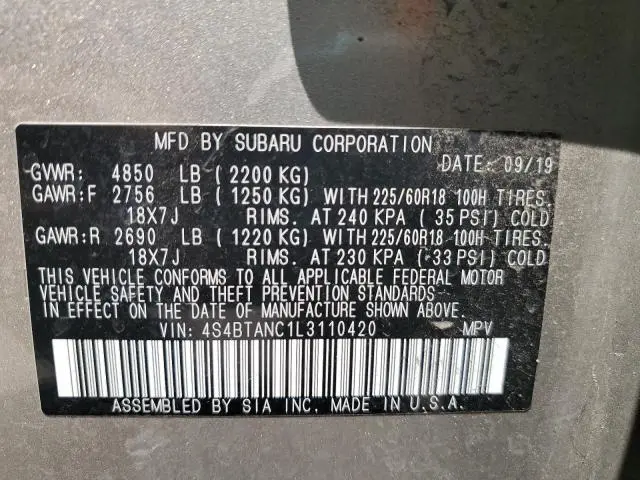 MFD BY SUBARU CORPORATION
DATE: 09/19
GVWR: 4850 LB (2200 KG)
GAWR:F 2756 LB (1250 KG) WITH 225/60R18 100H TIRES.
18X7J RIMS. AT 240 KPA (35 PSI) COLD
GAWR:R 2690 LB (1220 KG) WITH 225/60R18 100H TIRES.
18X7J RIMS. AT 230 KPA (33 PSI) COLD
THIS VEHICLE CONFORMS TO ALL APPLICABLE FEDERAL MOTOR
VEHICLE SAFETY AND THEFT PREVENTION STANDARDS
IN EFFECT ON THE DATE OF MANUFACTURE SHOWN ABOVE.
VIN: 4S4BTANC1L3110420 MPV
ASSEMBLED BY SIA INC. MADE IN U.S.A.